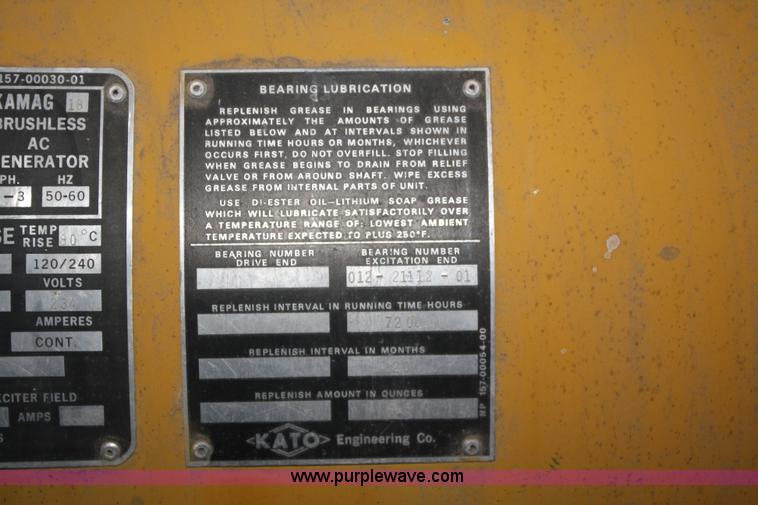 157-00030-01
KAMAG 18
BRUSHLESS
AC
GENERATOR
PH. HZ
-3 50-60
SE TEMP RISE 80°C
120/240
VOLTS
AMPERES
CONT.
EXCITER FIELD
AMPS
BEARING LUBRICATION
REPLENISH GREASE IN BEARINGS USING
APPROXIMATELY THE AMOUNTS OF GREASE
LISTED BELOW AND AT INTERVALS SHOWN IN
RUNNING TIME HOURS OR MONTHS, WHICHEVER
OCCURS FIRST. DO NOT OVERFILL. STOP FILLING
WHEN GREASE BEGINS TO DRAIN FROM RELIEF
VALVE OR FROM AROUND SHAFT. WIPE EXCESS
GREASE FROM INTERNAL PARTS OF UNIT.
USE DI-ESTER OIL-LITHIUM SOAP GREASE
WHICH WILL LUBRICATE SATISFACTORILY OVER
A TEMPERATURE RANGE OF: LOWEST AMBIENT
TEMPERATURE EXPECTED TO PLUS 250°F.
BEARING NUMBER DRIVE END
BEARING NUMBER EXCITATION END
012-21112-01
REPLENISH INTERVAL IN RUNNING TIME HOURS
REPLENISH INTERVAL IN MONTHS
REPLENISH AMOUNT IN OUNCES
KATO Engineering Co.
NP 157-00054-00
www.purplewave.com